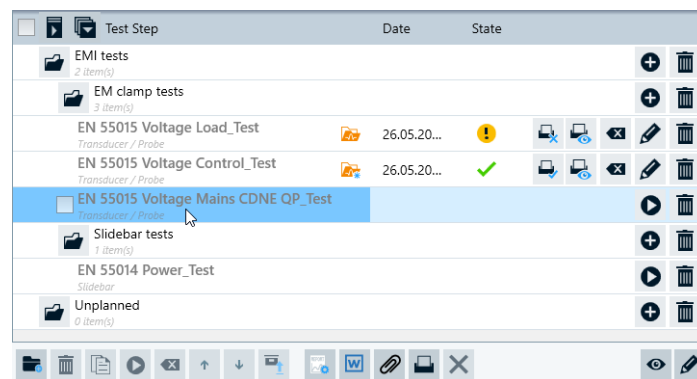 Test Step Date State
EMI tests
2 item(s)
EM clamp tests
3 item(s)
EN 55015 Voltage Load_Test 26.05.20...
Transducer / Probe
EN 55015 Voltage Control_Test 26.05.20...
Transducer / Probe
EN 55015 Voltage Mains CDNE QP_Test
Transducer / Probe
Slidebar tests
1 item(s)
EN 55014 Power_Test
Slidebar
Unplanned
0 item(s)
W